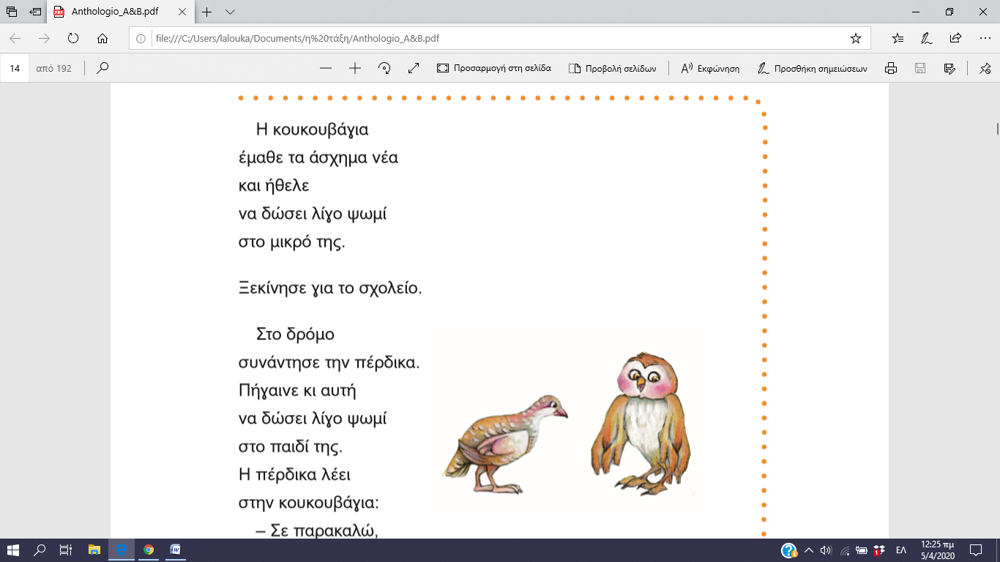 Anthologio_A&B.pdf
file:///C:/Users/lalouka/Documents/η%20τάξη/Anthologio_A&B.pdf
14 από 192 Προσαρμογή στη σελίδα Προβολή σελίδων Εκφώνηση Προσθήκη σημειώσεων
Η κουκουβάγια
έμαθε τα άσχημα νέα
και ήθελε
να δώσει λίγο ψωμί
στο μικρό της.
Ξεκίνησε για το σχολείο.
Στο δρόμο
συνάντησε την πέρδικα.
Πήγαινε κι αυτή
να δώσει λίγο ψωμί
στο παιδί της.
Η πέρδικα λέει
στην κουκουβάγια:
– Σε παρακαλώ,
ΕΛ
12:25 πμ
5/4/2020